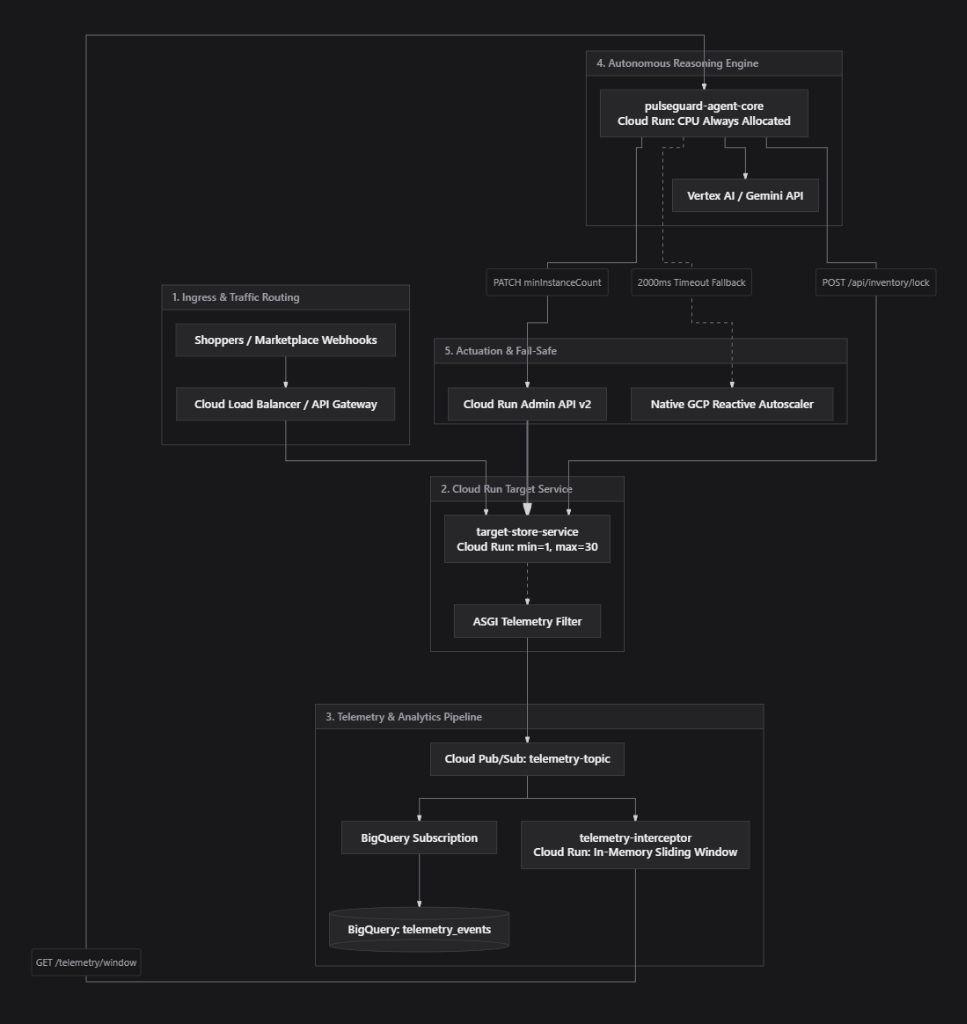 4. Autonomous Reasoning Engine
pulseguard-agent-core
Cloud Run: CPU Always Allocated
Vertex AI / Gemini API
PATCH minInstanceCount
2000ms Timeout Fallback
POST /api/inventory/lock
1. Ingress & Traffic Routing
Shoppers / Marketplace Webhooks
Cloud Load Balancer / API Gateway
5. Actuation & Fail-Safe
Cloud Run Admin API v2
Native GCP Reactive Autoscaler
2. Cloud Run Target Service
target-store-service
Cloud Run: min=1, max=30
ASGI Telemetry Filter
3. Telemetry & Analytics Pipeline
Cloud Pub/Sub: telemetry-topic
BigQuery Subscription
telemetry-interceptor
Cloud Run: In-Memory Sliding Window
BigQuery: telemetry_events
GET /telemetry/window